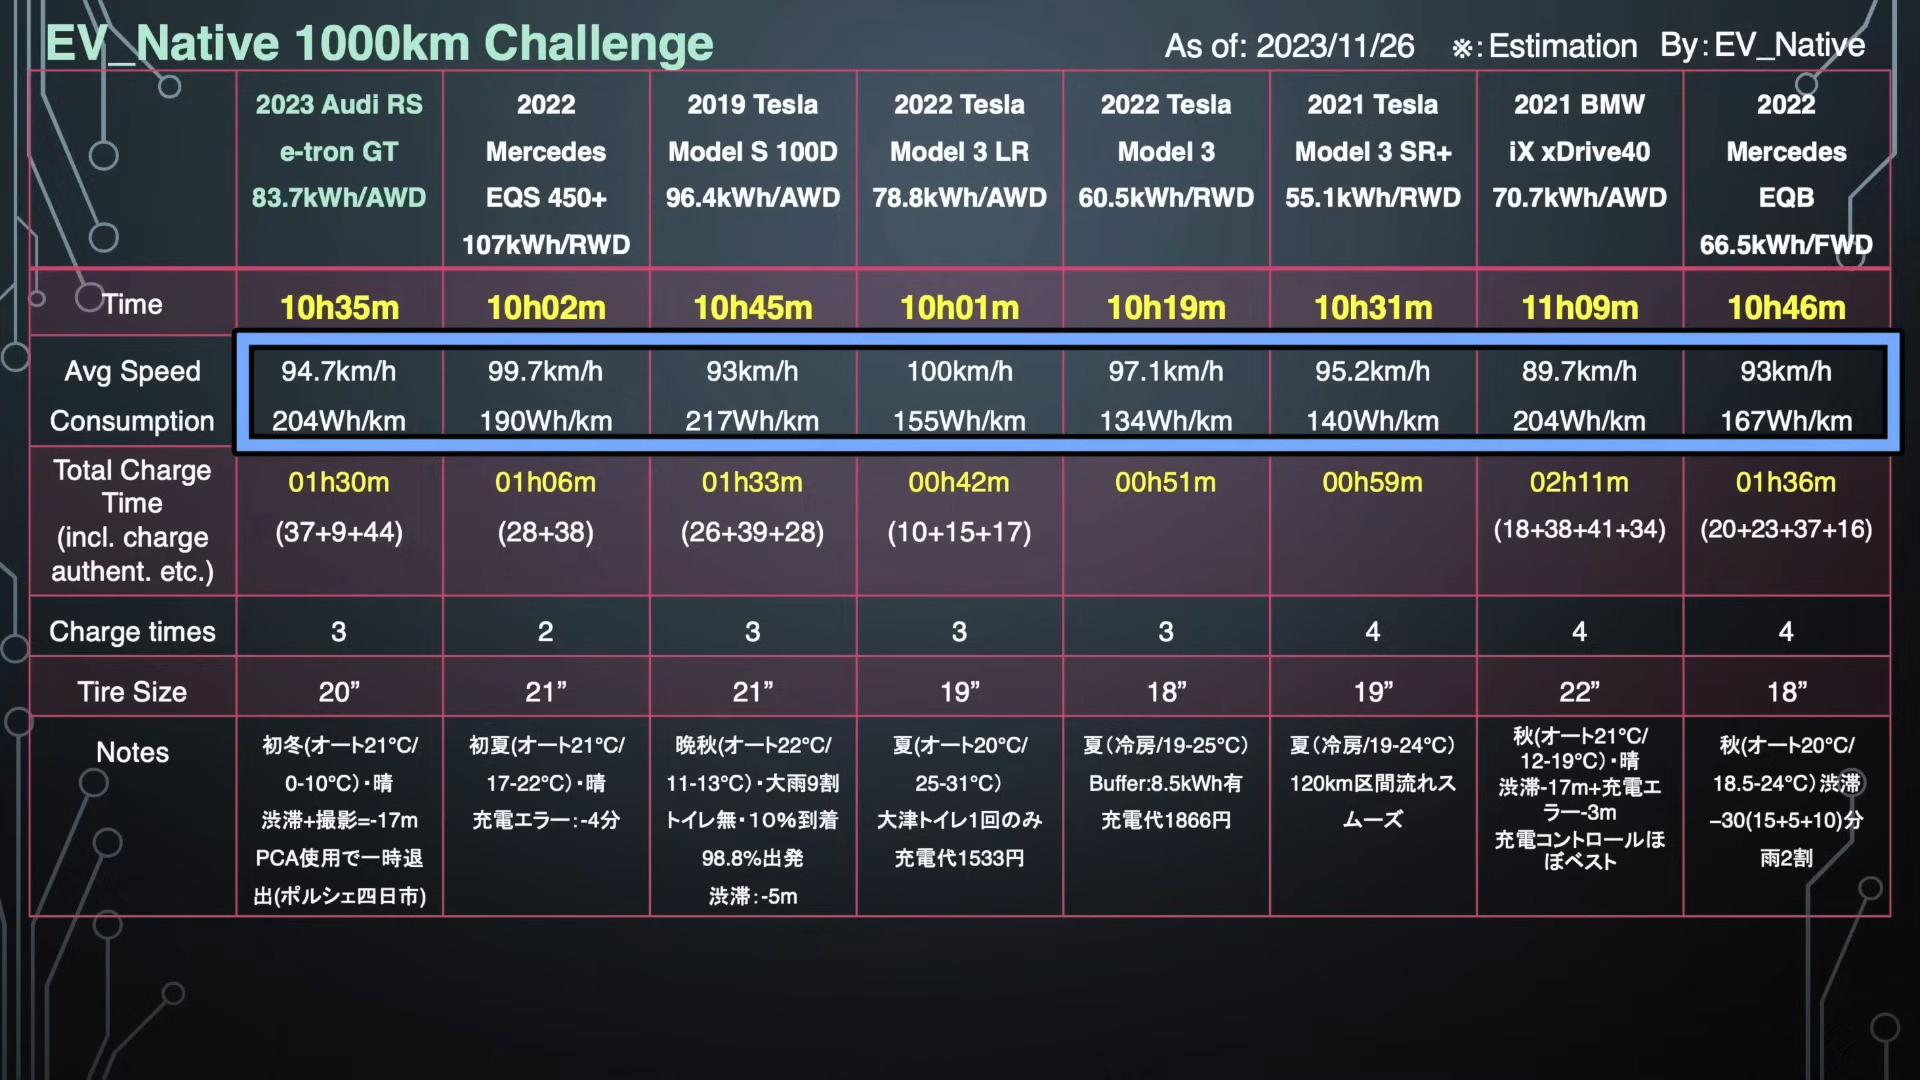 EV_Native 1000km Challenge
As of: 2023/11/26 ※:Estimation By:EV_Native
2023 Audi RS
e-tron GT
83.7kWh/AWD
2022
Mercedes
EQS 450+
107kWh/RWD
2019 Tesla
Model S 100D
96.4kWh/AWD
2022 Tesla
Model 3 LR
78.8kWh/AWD
2022 Tesla
Model 3
60.5kWh/RWD
2021 Tesla
Model 3 SR+
55.1kWh/RWD
2021 BMW
iX xDrive40
70.7kWh/AWD
2022
Mercedes
EQB
66.5kWh/FWD
Time
10h35m
10h02m
10h45m
10h01m
10h19m
10h31m
11h09m
10h46m
Avg Speed
Consumption
94.7km/h
204Wh/km
99.7km/h
190Wh/km
93km/h
217Wh/km
100km/h
155Wh/km
97.1km/h
134Wh/km
95.2km/h
140Wh/km
89.7km/h
204Wh/km
93km/h
167Wh/km
Total Charge
Time
(incl. charge
authent. etc.)
01h30m
(37+9+44)
01h06m
(28+38)
01h33m
(26+39+28)
00h42m
(10+15+17)
00h51m
00h59m
02h11m
(18+38+41+34)
01h36m
(20+23+37+16)
Charge times
3
2
3
3
3
4
4
4
Tire Size
20”
21”
21”
19”
18”
19”
22”
18”
Notes
初冬(オート21°C/
0-10°C)・晴
渋滞+撮影=-17m
PCA使用で一時退
出(ポルシェ四日市)
初夏(オート21°C/
17-22°C)・晴
充電エラー:-4分
晩秋(オート22°C/
11-13°C)・大雨9割
トイレ無・10%到着
98.8%出発
渋滞:-5m
夏(オート20°C/
25-31°C)
大津トイレ1回のみ
充電代1533円
夏(冷房/19-25°C)
Buffer:8.5kWh有
充電代1866円
夏(冷房/19-24°C)
120km区間流れス
ムーズ
秋(オート21°C/
12-19°C)・晴
渋滞-17m+充電エ
ラー-3m
充電コントロールほ
ぼベスト
秋(オート20°C/
18.5-24°C)渋滞
–30(15+5+10)分
雨2割